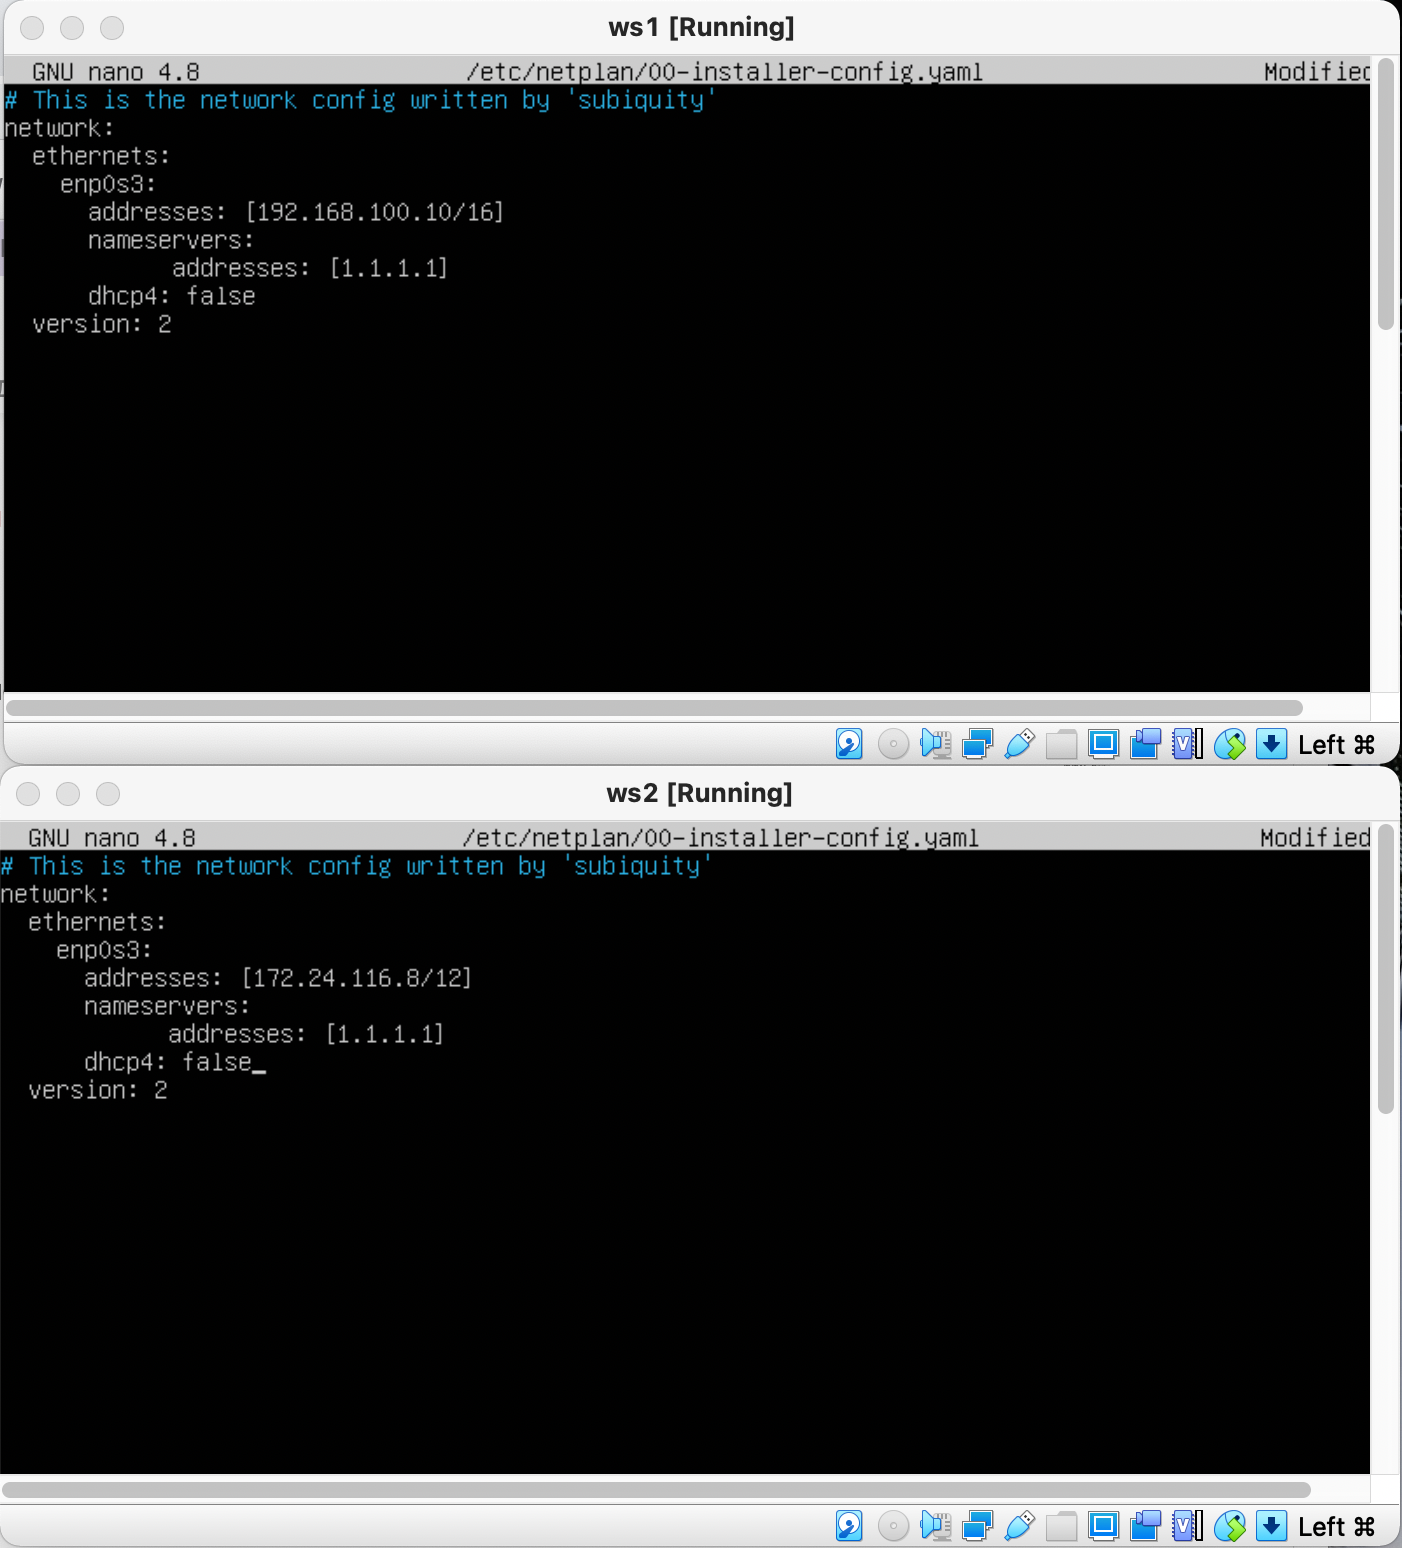 ws1 [Running]
GNU nano 4.8 /etc/netplan/00-installer-config.yaml Modified
# This is the network config written by 'subiquity'
network:
  ethernets:
    enp0s3:
      addresses: [192.168.100.10/16]
      nameservers:
            addresses: [1.1.1.1]
      dhcp4: false
  version: 2
Left ⌘
ws2 [Running]
GNU nano 4.8 /etc/netplan/00-installer-config.yaml Modified
# This is the network config written by 'subiquity'
network:
  ethernets:
    enp0s3:
      addresses: [172.24.116.8/12]
      nameservers:
            addresses: [1.1.1.1]
      dhcp4: false_
  version: 2
Left ⌘